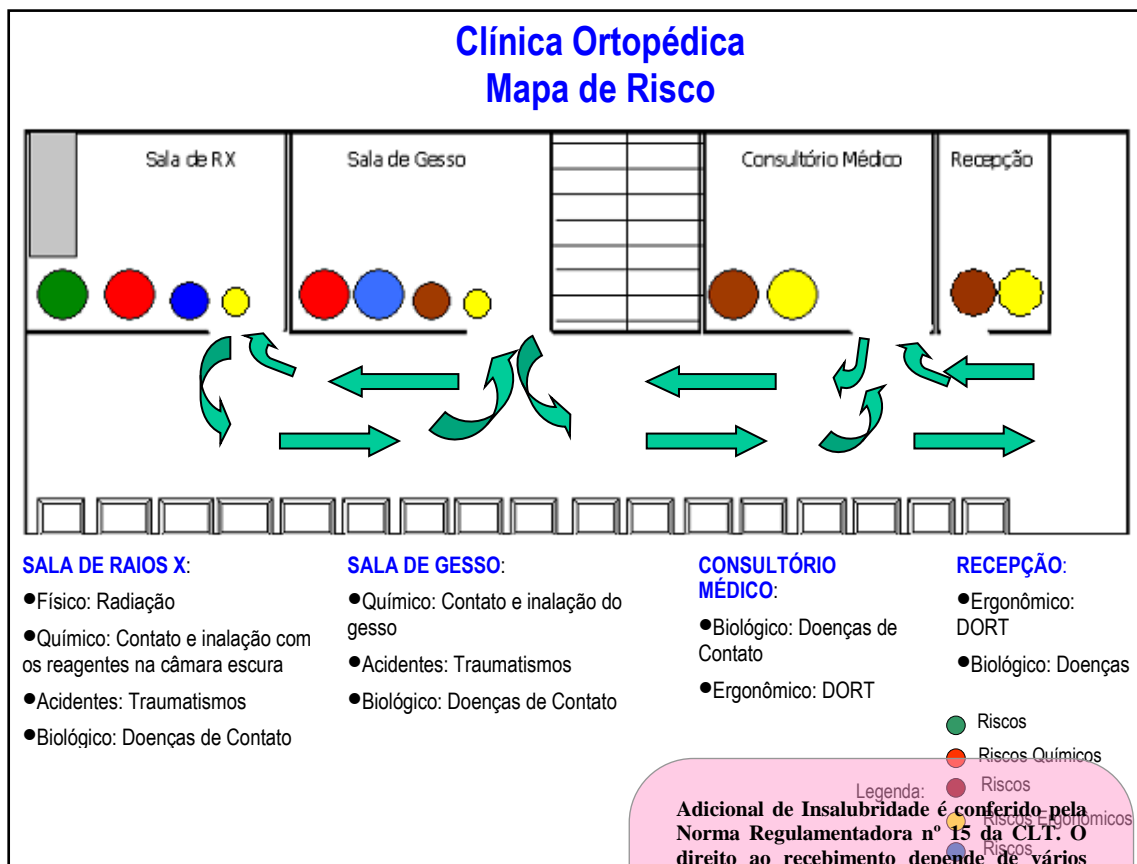 Clínica Ortopédica
Mapa de Risco
Sala de RX
Sala de Gesso
Consultório Médico
Recepção
SALA DE RAIOS X:
●Físico: Radiação
●Químico: Contato e inalação com
os reagentes na câmara escura
●Acidentes: Traumatismos
●Biológico: Doenças de Contato
SALA DE GESSO:
●Químico: Contato e inalação do
gesso
●Acidentes: Traumatismos
●Biológico: Doenças de Contato
CONSULTÓRIO
MÉDICO:
●Biológico: Doenças de
Contato
●Ergonômico: DORT
RECEPÇÃO:
●Ergonômico:
DORT
●Biológico: Doenças
Legenda:
Riscos
Riscos Químicos
Riscos
Riscos Ergonômicos
Riscos
Adicional de Insalubridade é conferido pela
Norma Regulamentadora nº 15 da CLT. O
direito ao recebimento depende de vários